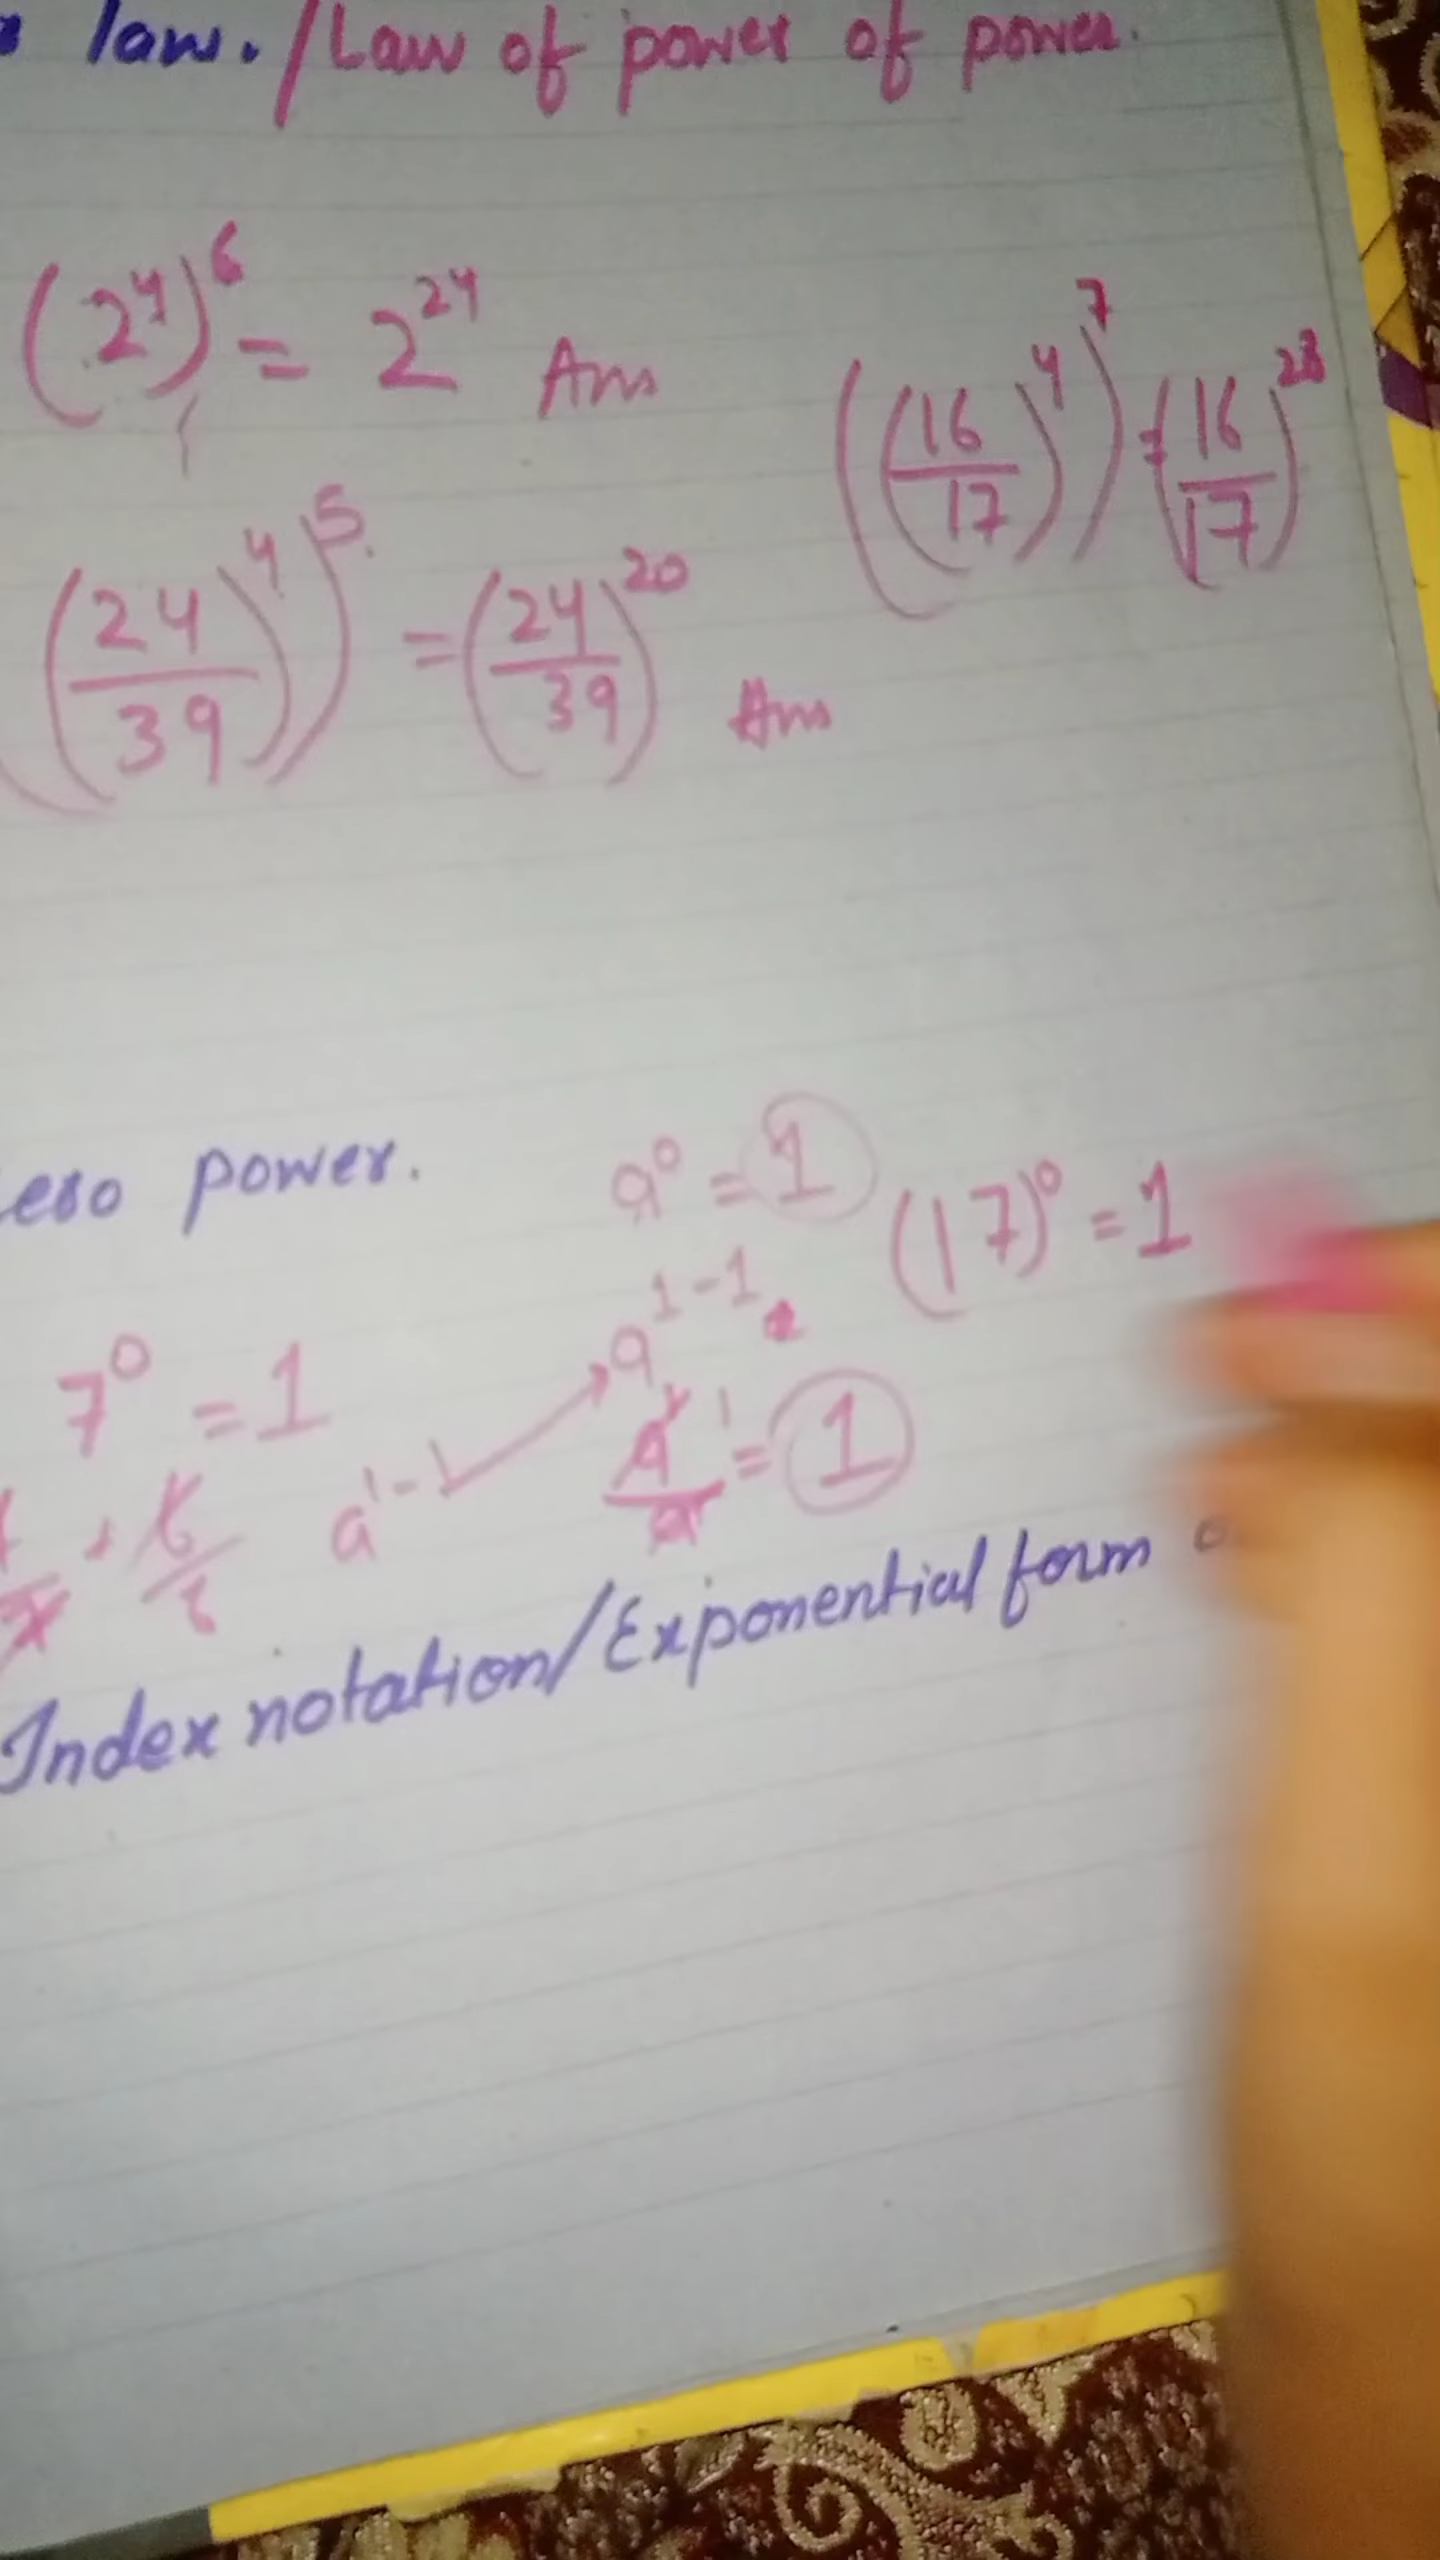 law. / Law of power of power.
(2⁴)⁶ = 2²⁴ Ans
((16/17)⁴)⁷ = (16/17)²⁸
((24/39)⁴)⁵ = (24/39)²⁰ Ans
power.
a⁰ = 1
(17)⁰ = 1
7⁰ = 1
a¹⁻¹
a¹⁻¹
a/a = 1
Index notation/Exponential form